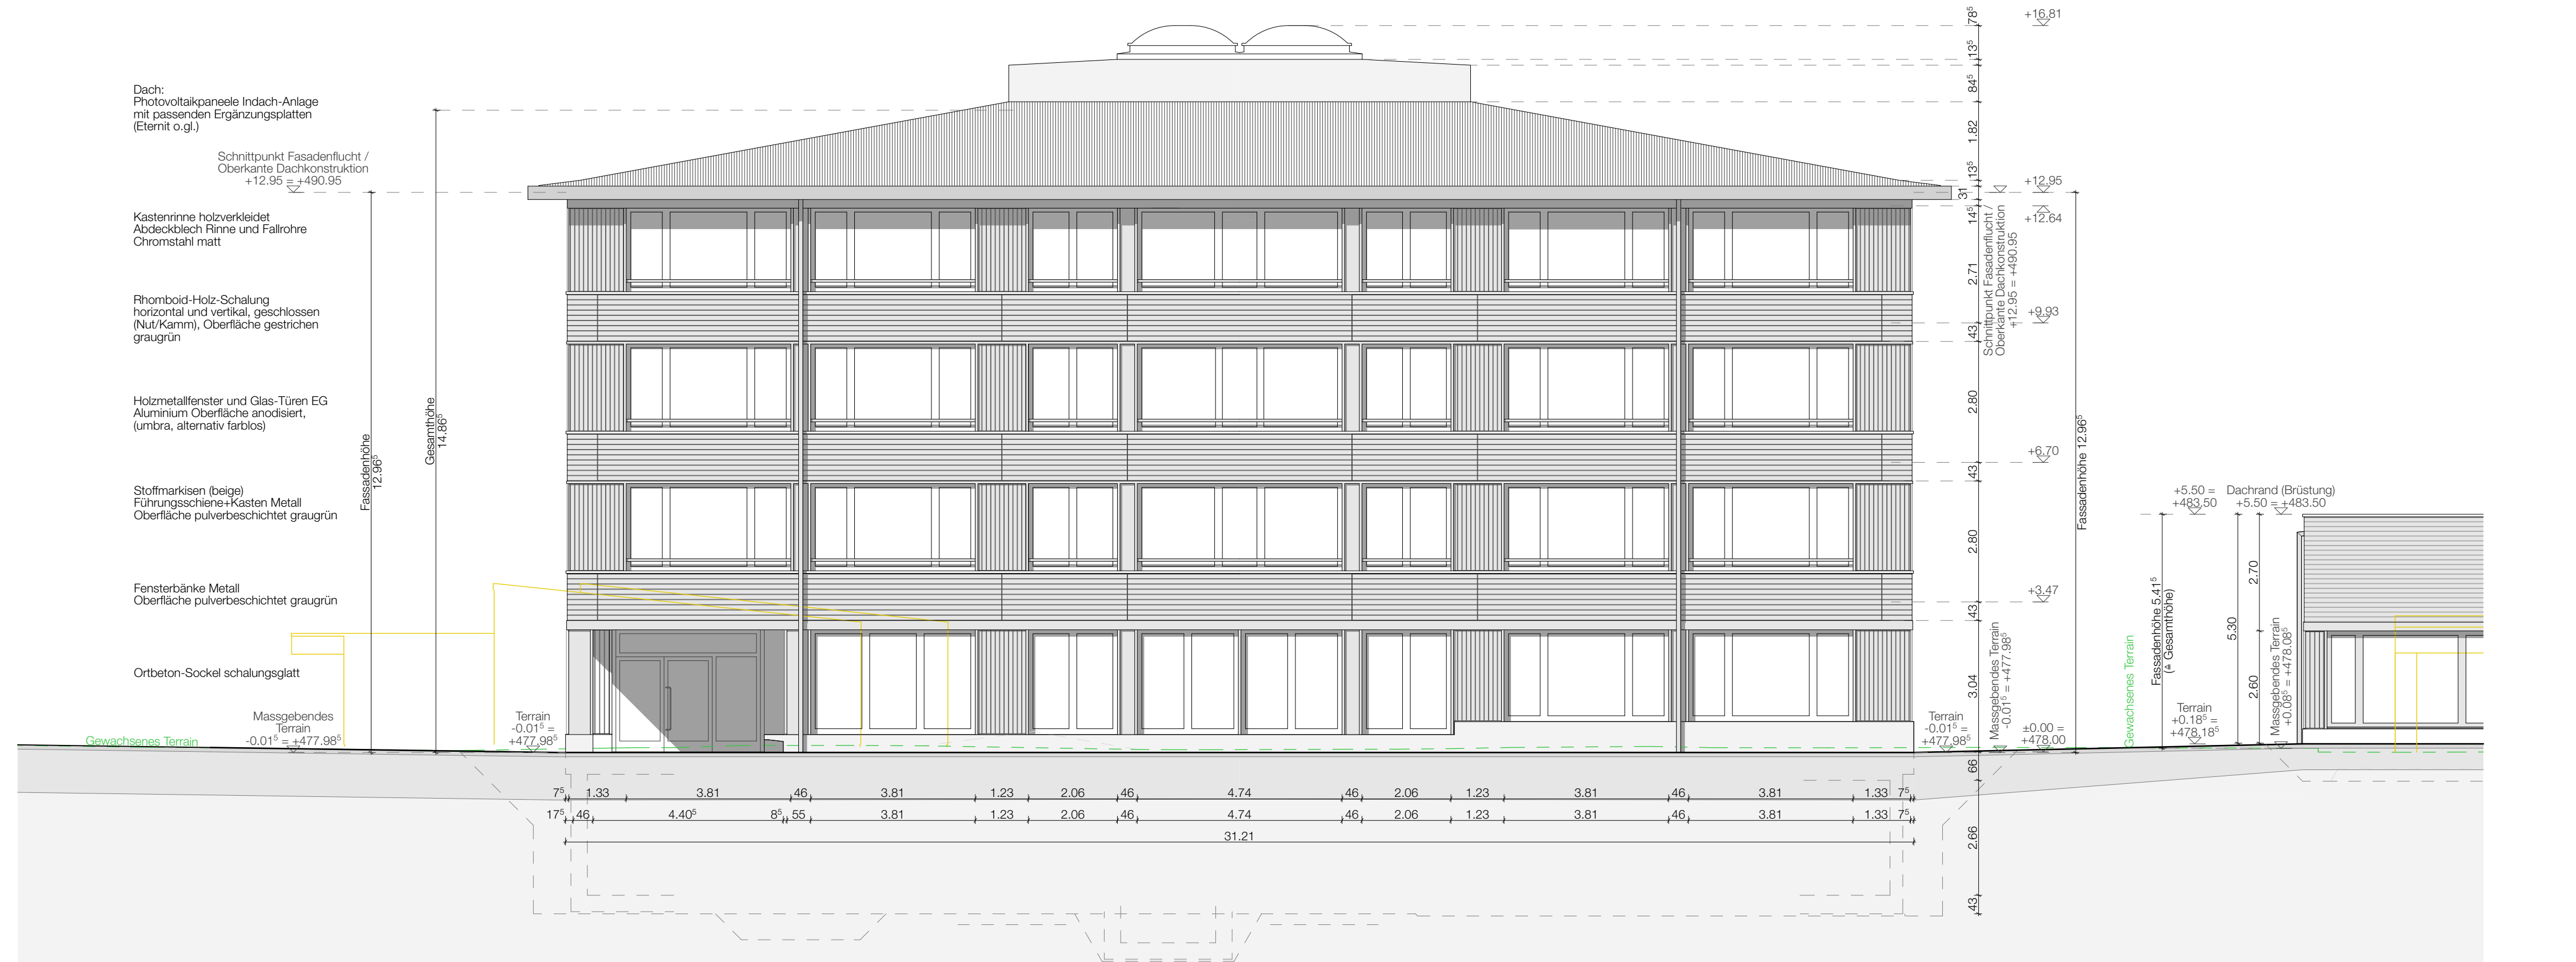 Dach:
Photovoltaikpaneele Indach-Anlage
mit passenden Ergänzungsplatten
(Eternit o.gl.)
Schnittpunkt Fasadenflucht /
Oberkante Dachkonstruktion
+12.95 = +490.95
Kastenrinne holzverkleidet
Abdeckblech Rinne und Fallrohre
Chromstahl matt
Rhomboid-Holz-Schalung
horizontal und vertikal, geschlossen
(Nut/Kamm), Oberfläche gestrichen
graugrün
Holzmetallfenster und Glas-Türen EG
Aluminium Oberfläche anodisiert,
(umbra, alternativ farblos)
Stoffmarkisen (beige)
Führungsschiene+Kasten Metall
Oberfläche pulverbeschichtet graugrün
Fensterbänke Metall
Oberfläche pulverbeschichtet graugrün
Ortbeton-Sockel schalungsglatt
Massgebendes
Terrain
-0.01⁵ = +477.98⁵
Gewachsenes Terrain
Fassadenhöhe
12.96⁵
Gesamthöhe
14.86⁵
Terrain
-0.01⁵ =
+477.98⁵
7⁵ 1.33 3.81 46 3.81 1.23 2.06 46 4.74 46 2.06 1.23 3.81 46 3.81 1.33 7⁵
17⁵ 46 4.40⁵ 8⁵ 55 3.81 1.23 2.06 46 4.74 46 2.06 1.23 3.81 46 3.81 1.33 7⁵
31.21
78⁵
13⁵
84⁵
1.82
13⁵
31
14⁵
2.71
43
2.80
43
2.80
43
3.04
66
2.66
43
+16.81
+12.95
+12.64
+9.93
+6.70
+3.47
±0.00 =
+478.00
Schnittpunkt Fasadenflucht /
Oberkante Dachkonstruktion
+12.95 = +490.95
Terrain
-0.01⁵ =
+477.98⁵
Massgebendes Terrain
-0.01⁵ = +477.98⁵
Fassadenhöhe 12.96⁵
Gewachsenes Terrain
Fassadenhöhe 5.41⁵
(≙ Gesamthöhe)
+5.50 =
+483.50
Dachrand (Brüstung)
+5.50 = +483.50
Terrain
+0.18⁵ =
+478.18⁵
5.30
2.70
2.60
Massgebendes Terrain
+0.08⁵ = +478.08⁵